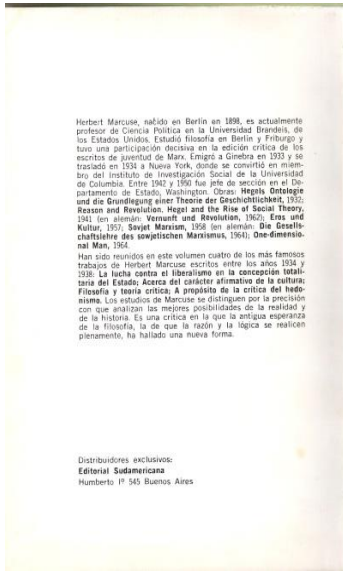 Herbert Marcuse, nacido en Berlín en 1898, es actualmente
profesor de Ciencia Política en la Universidad Brandeis, de
los Estados Unidos. Estudió filosofía en Berlín y Friburgo y
tuvo una participación decisiva en la edición crítica de los
escritos de juventud de Marx. Emigró a Ginebra en 1933 y se
trasladó en 1934 a Nueva York, donde se convirtió en miem-
bro del Instituto de Investigación Social de la Universidad
de Columbia. Entre 1942 y 1950 fue jefe de sección en el De-
partamento de Estado, Washington. Obras: Hegels Ontologie
und die Grundlegung einer Theorie der Geschichtlichkeit, 1932;
Reason and Revolution, Hegel and the Rise of Social Theory,
1941 (en alemán: Vernunft und Revolution, 1962); Eros und
Kultur, 1957; Sovjet Marxism, 1958 (en alemán: Die Gesells-
chaftslehre des sowjetischen Marxismus, 1964); One-dimensio-
nal Man, 1964.
Han sido reunidos en este volumen cuatro de los más famosos
trabajos de Herbert Marcuse escritos entre los años 1934 y
1938: La lucha contra el liberalismo en la concepción totali-
taria del Estado; Acerca del carácter afirmativo de la cultura;
Filosofía y teoría crítica; A propósito de la crítica del hedo-
nismo. Los estudios de Marcuse se distinguen por la precisión
con que analizan las mejores posibilidades de la realidad y
de la historia. Es una crítica en la que la antigua esperanza
de la filosofía, la de que la razón y la lógica se realicen
plenamente, ha hallado una nueva forma.
Distribuidores exclusivos:
Editorial Sudamericana
Humberto Iº 545 Buenos Aires